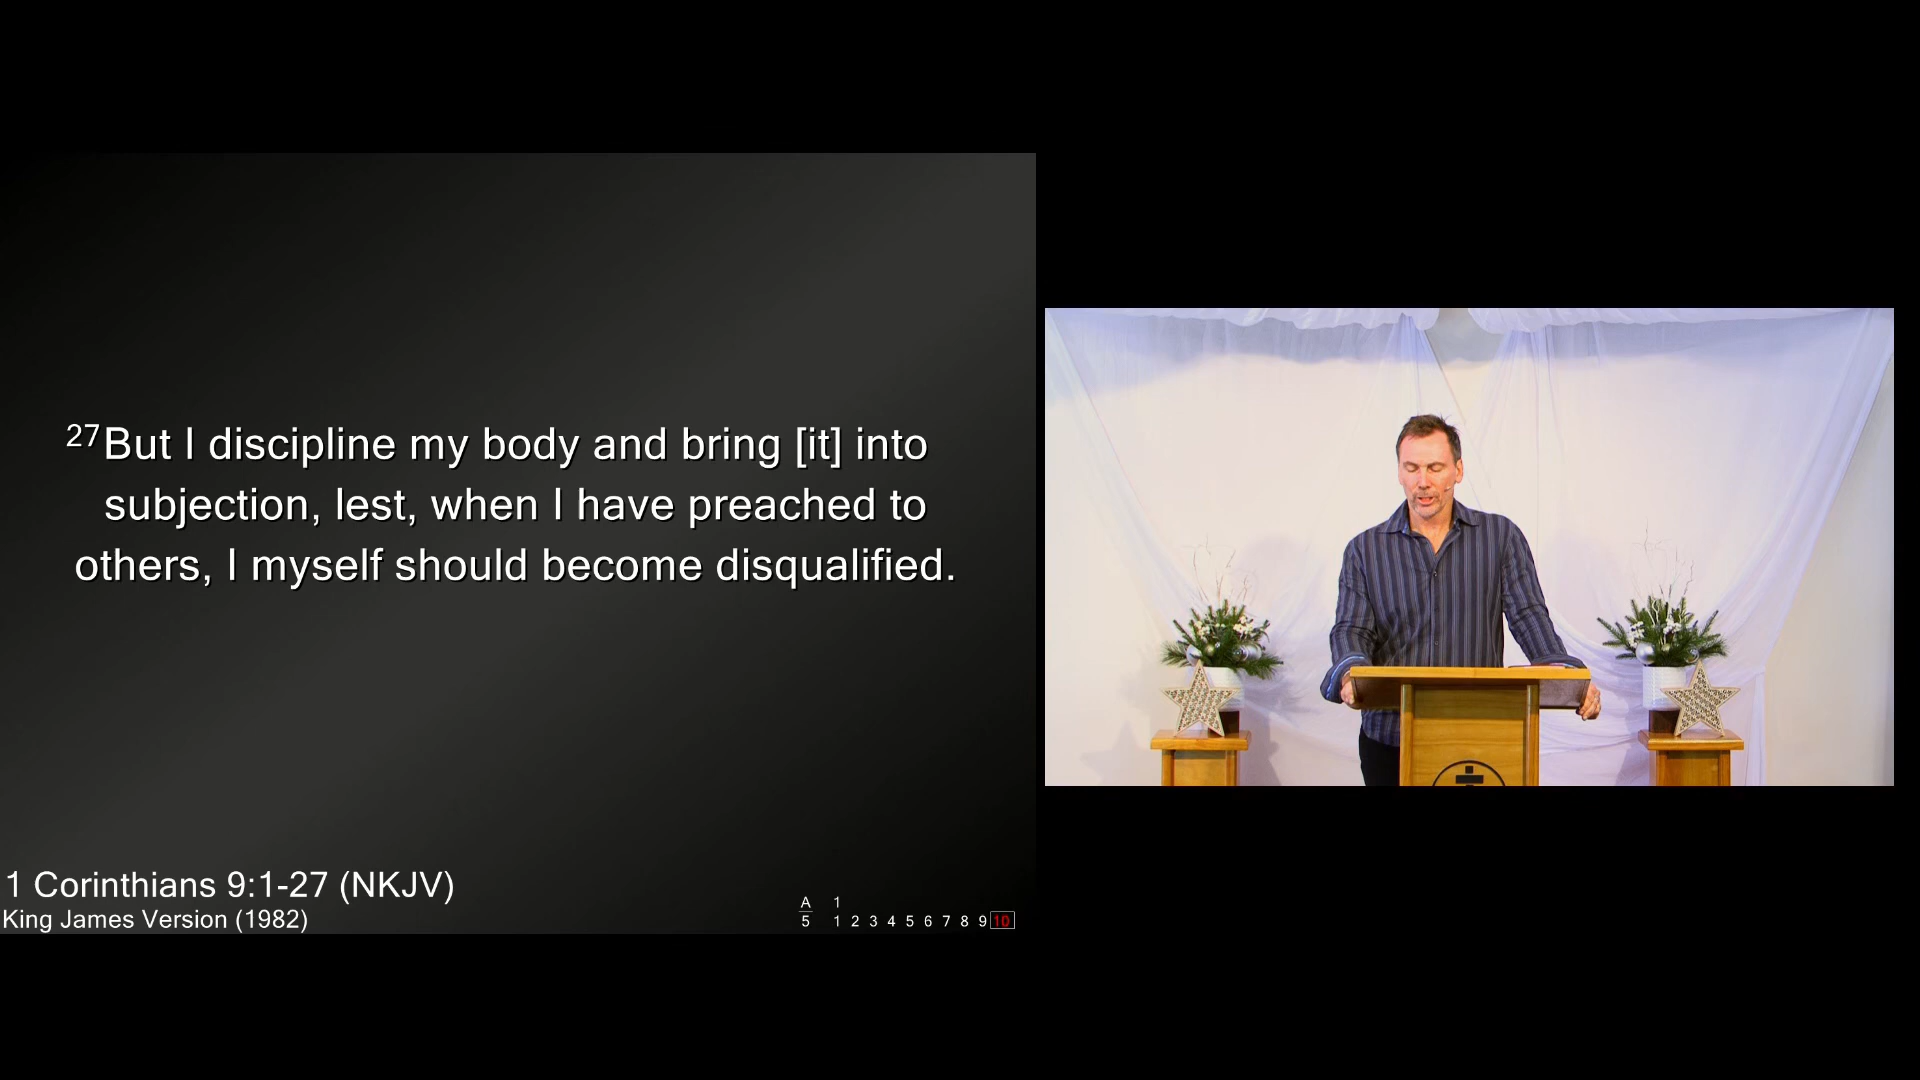 27But I discipline my body and bring [it] into
subjection, lest, when I have preached to
others, I myself should become disqualified.
1 Corinthians 9:1-27 (NKJV)
King James Version (1982)
A 1
5 1 2 3 4 5 6 7 8 9 10